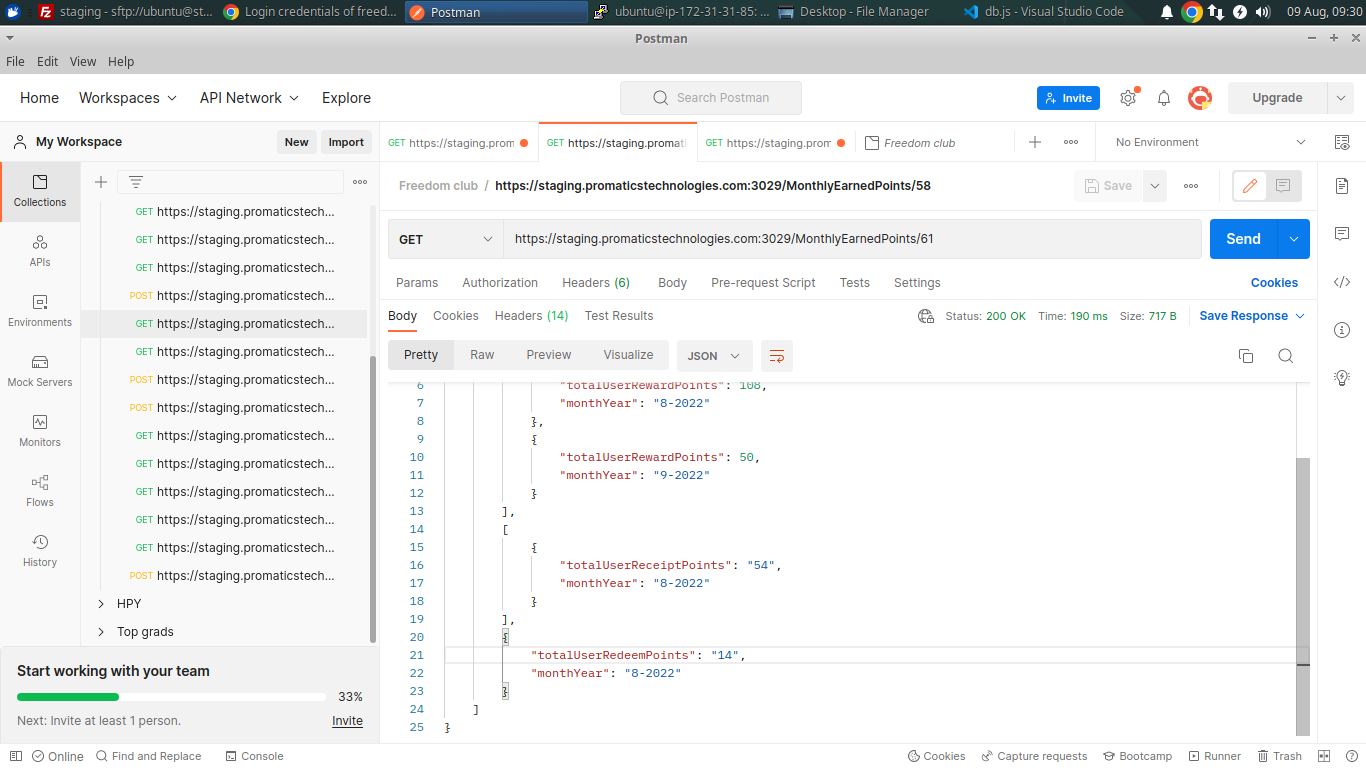 staging - sftp://ubuntu@st...
Login credentials of freed...
Postman
ubuntu@ip-172-31-31-85: ...
Desktop - File Manager
db.js - Visual Studio Code
09 Aug, 09:30
Postman
File Edit View Help
Home Workspaces API Network Explore
Search Postman
Invite
Upgrade
My Workspace
New Import
GET https://staging.prom
GET https://staging.promati
GET https://staging.prom
Freedom club
No Environment
Collections
APIs
Environments
Mock Servers
Monitors
Flows
History
GET https://staging.promaticstech...
GET https://staging.promaticstech...
GET https://staging.promaticstech...
POST https://staging.promaticstech...
GET https://staging.promaticstech...
GET https://staging.promaticstech...
POST https://staging.promaticstech...
POST https://staging.promaticstech...
GET https://staging.promaticstech...
GET https://staging.promaticstech...
GET https://staging.promaticstech...
GET https://staging.promaticstech...
GET https://staging.promaticstech...
POST https://staging.promaticstech...
HPY
Top grads
Start working with your team
33%
Next: Invite at least 1 person. Invite
Freedom club / https://staging.promaticstechnologies.com:3029/MonthlyEarnedPoints/58
Save
GET https://staging.promaticstechnologies.com:3029/MonthlyEarnedPoints/61
Send
Params Authorization Headers (6) Body Pre-request Script Tests Settings Cookies
Body Cookies Headers (14) Test Results Status: 200 OK Time: 190 ms Size: 717 B Save Response
Pretty Raw Preview Visualize JSON
6 "totalUserRewardPoints": 108,
7 "monthYear": "8-2022"
8 },
9 {
10 "totalUserRewardPoints": 50,
11 "monthYear": "9-2022"
12 }
13 ],
14 [
15 {
16 "totalUserReceiptPoints": "54",
17 "monthYear": "8-2022"
18 }
19 ],
20 {
21 "totalUserRedeemPoints": "14",
22 "monthYear": "8-2022"
23 }
24 ]
25 }
Online Find and Replace Console Cookies Capture requests Bootcamp Runner Trash